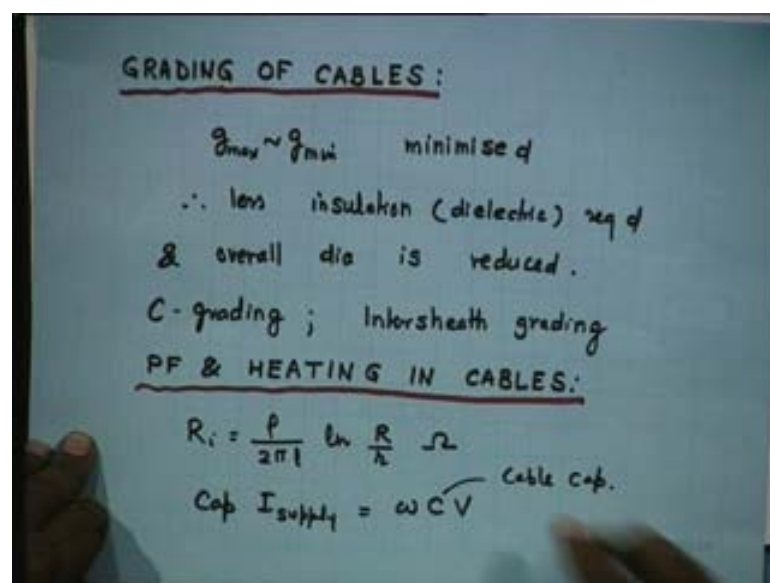 GRADING OF CABLES:
gmax ~ gmin minimised
∴ less insulation (dielectric) req d
& overall dia is reduced.
C-grading ; Intersheath grading
PF & HEATING IN CABLES:
Ri = ρ/2πl ln R/r Ω
Cap Isupply = ωCV Cable Cap.